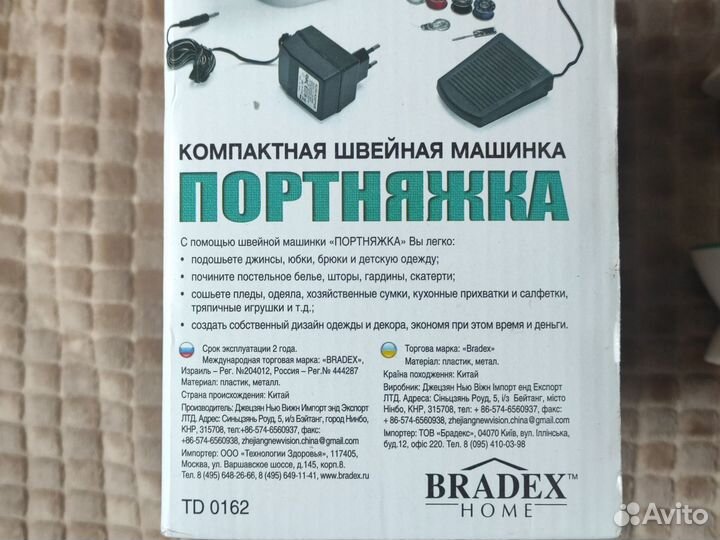 КОМПАКТНАЯ ШВЕЙНАЯ МАШИНКА
ПОРТНЯЖКА
С помощью швейной машинки «ПОРТНЯЖКА» Вы легко:
• подошьете джинсы, юбки, брюки и детскую одежду;
• почините постельное белье, шторы, гардины, скатерти;
• сошьете пледы, одеяла, хозяйственные сумки, кухонные прихватки и салфетки,
тряпичные игрушки и т.д.;
• создать собственный дизайн одежды и декора, экономя при этом время и деньги.
Срок эксплуатации 2 года.
Международная торговая марка: «BRADEX»,
Израиль – Рег. №204012, Россия – Рег. № 444287
Материал: пластик, металл.
Страна происхождения: Китай
Производитель: Джецзян Нью Вижн Импорт энд Экспорт
ЛТД. Адрес: Синьцзянь Роуд, 5, и/з Бэйтанг, город Нинбо,
КНР, 315708, тел:+86-574-6560937, факс:
+86-574-6560938, zhejiangnewvision.china@gmail.com
Импортер: ООО «Технологии Здоровья», 117405,
Москва, ул. Варшавское шоссе, д.145, корп.8.
Тел. 8 (495) 648-26-66, 8 (495) 649-11-41, www.bradex.ru
TD 0162
Торгова марка: «Bradex»
Матеріал: пластик, метал.
Країна походження: Китай
Виробник: Джецзян Нью Віжн Імпорт енд Експорт
ЛТД. Адреса: Сіньцзянь Роуд, 5, і/з Бейтанг, місто
Нінбо, КНР, 315708, тел: + 86-574-6560937, факс:
+ 86-574-6560938, zhejiangnewvision.china@gmail.com
Імпортер: ТОВ «Брадекс», 04070 Київ, вул. Іллінська,
буд.12, офіс 220. Тел. 8 (095) 410-03-98
BRADEX™
HOME
Avito